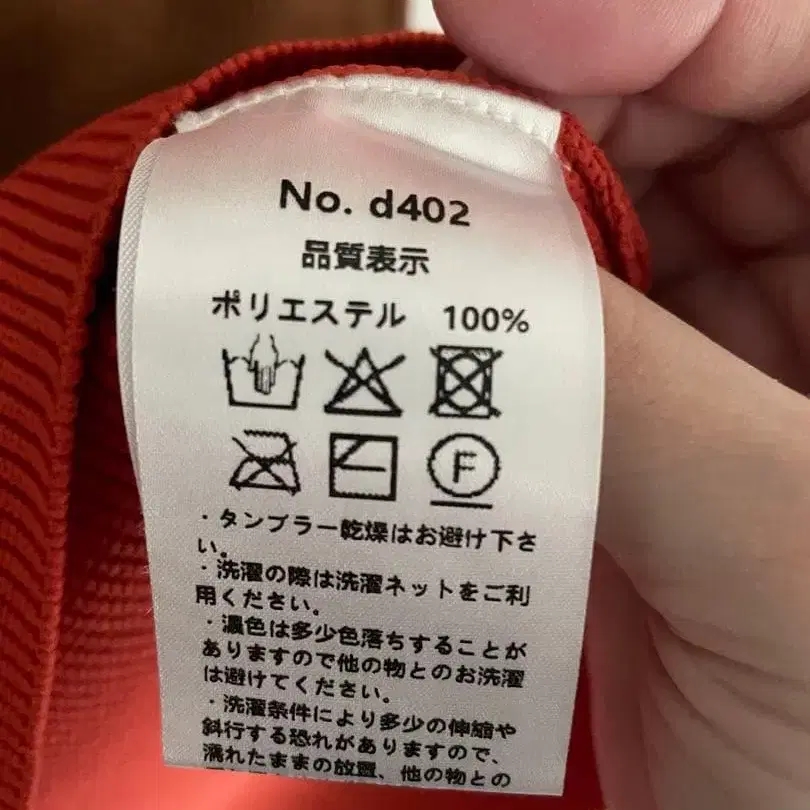 No. d402
品質表示
ポリエステル 100%
F
・タンブラー乾燥はお避け下さ
い。
・洗濯の際は洗濯ネットをご利
用ください。
・濃色は多少色落ちすることが
ありますので他の物とのお洗濯
は避けてください。
・洗濯条件により多少の伸縮や
斜行する恐れがありますので、
濡れたままの放置、他の物との